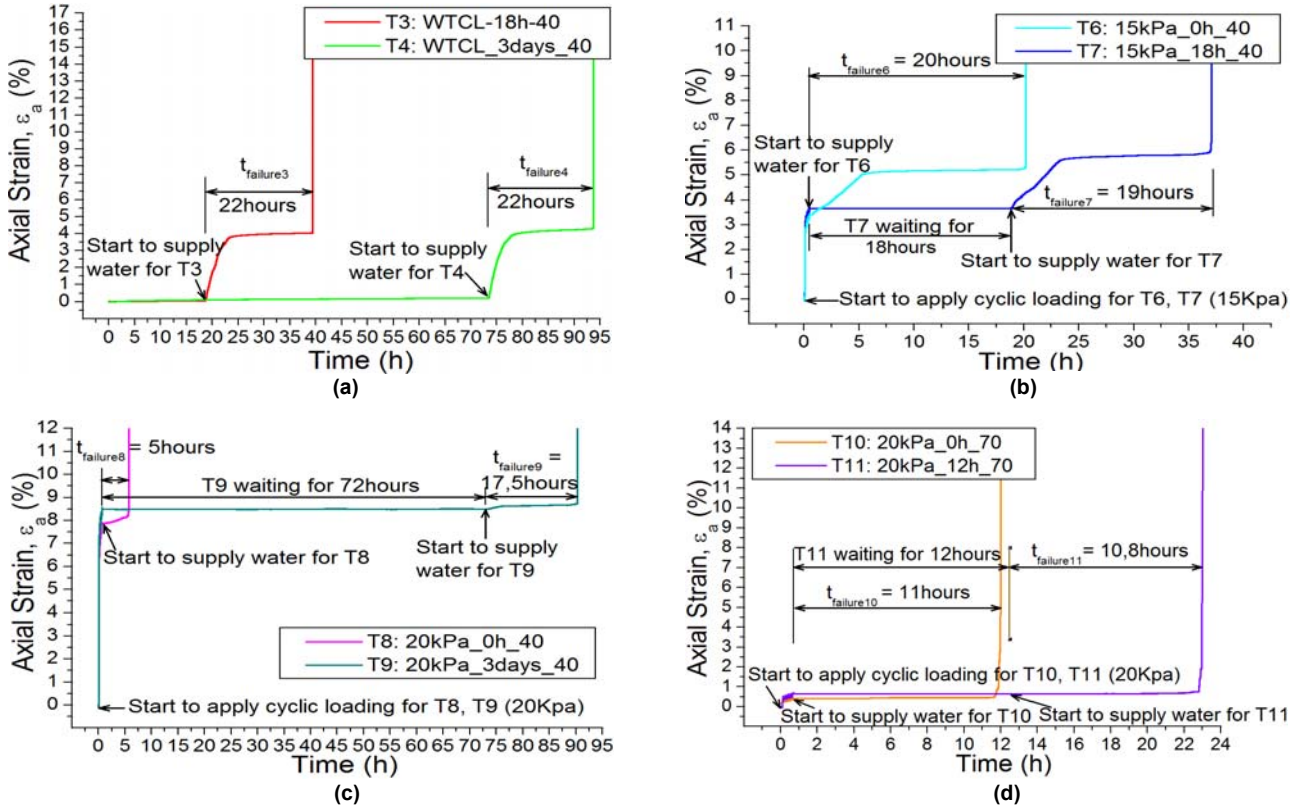 17
16
15
14
13
12
11
10
9
8
7
6
5
4
3
2
1
0
Axial Strain, ε_a (%)
T3: WTCL-18h-40
T4: WTCL_3days_40
t_failure3
22hours
t_failure4
22hours
Start to supply
water for T3
Start to supply
water for T4
0 5 10 15 20 25 30 35 40 45 50 55 60 65 70 75 80 85 90 95
Time (h)
(a)
11
10
9
8
7
6
5
4
3
2
1
0
Axial Strain, ε_a (%)
T6: 15kPa_0h_40
T7: 15kPa_18h_40
t_failure6 = 20hours
Start to supply
water for T6
t_failure7 = 19hours
T7 waiting for
18hours
Start to supply water for T7
Start to apply cyclic loading for T6, T7 (15Kpa)
0 5 10 15 20 25 30 35 40
Time (h)
(b)
12
11
10
9
8
7
6
5
4
3
2
1
0
Axial Strain, ε_a (%)
t_failure8 = 5hours
T9 waiting for 72hours
t_failure9 =
17,5hours
Start to supply water for T8
Start to supply
water for T9
T8: 20kPa_0h_40
T9: 20kPa_3days_40
Start to apply cyclic loading for T8, T9 (20Kpa)
0 5 10 15 20 25 30 35 40 45 50 55 60 65 70 75 80 85 90 95
Time (h)
(c)
14
13
12
11
10
9
8
7
6
5
4
3
2
1
0
Axial Strain, ε_a (%)
T10: 20kPa_0h_70
T11: 20kPa_12h_70
T11 waiting for 12hours
t_failure11 = 10,8hours
t_failure10 = 11hours
Start to apply cyclic loading for T10, T11 (20Kpa)
Start to supply water for T10
Start to supply water for T11
0 2 4 6 8 10 12 14 16 18 20 22 24
Time (h)
(d)